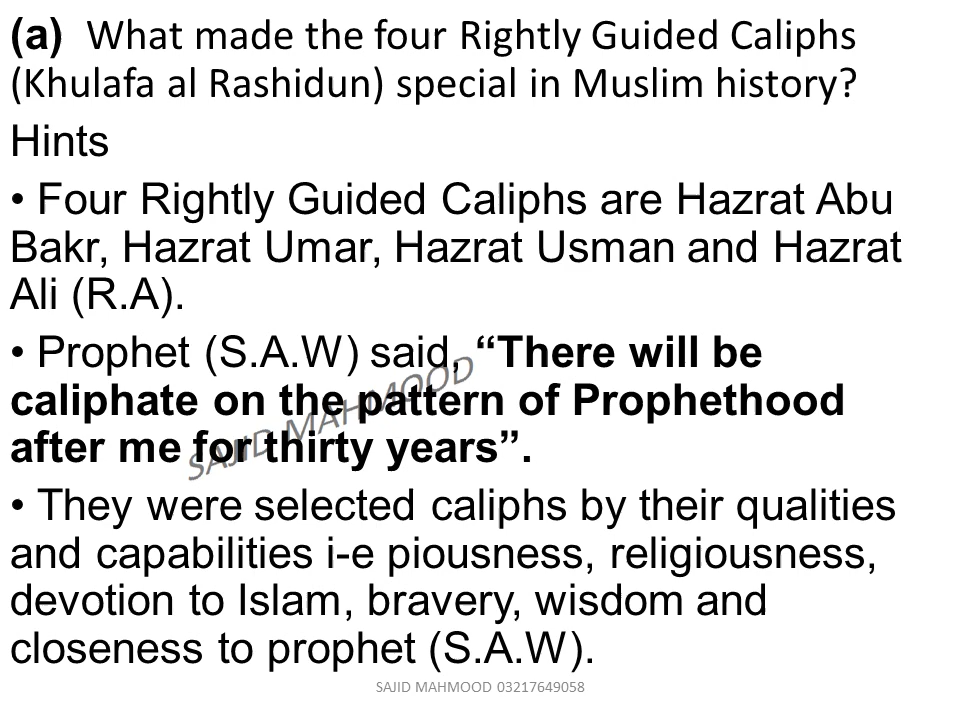 (a) What made the four Rightly Guided Caliphs
(Khulafa al Rashidun) special in Muslim history?
Hints
• Four Rightly Guided Caliphs are Hazrat Abu
Bakr, Hazrat Umar, Hazrat Usman and Hazrat
Ali (R.A).
• Prophet (S.A.W) said, “There will be
caliphate on the pattern of Prophethood
after me for thirty years”.
SAJID MAHMOOD
• They were selected caliphs by their qualities
and capabilities i-e piousness, religiousness,
devotion to Islam, bravery, wisdom and
closeness to prophet (S.A.W).
SAJID MAHMOOD 03217649058